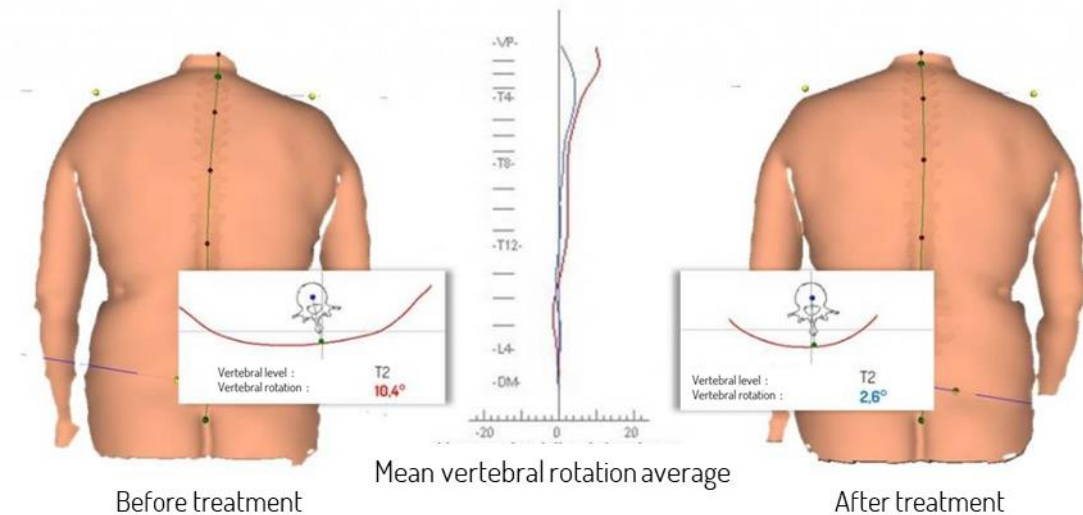 -VP-
-T4-
-T8-
-T12-
-L4-
-DM-
-20
0
20
Vertebral level :
T2
Vertebral rotation :
10,4°
Vertebral level :
T2
Vertebral rotation :
2,6°
Mean vertebral rotation average
Before treatment
After treatment